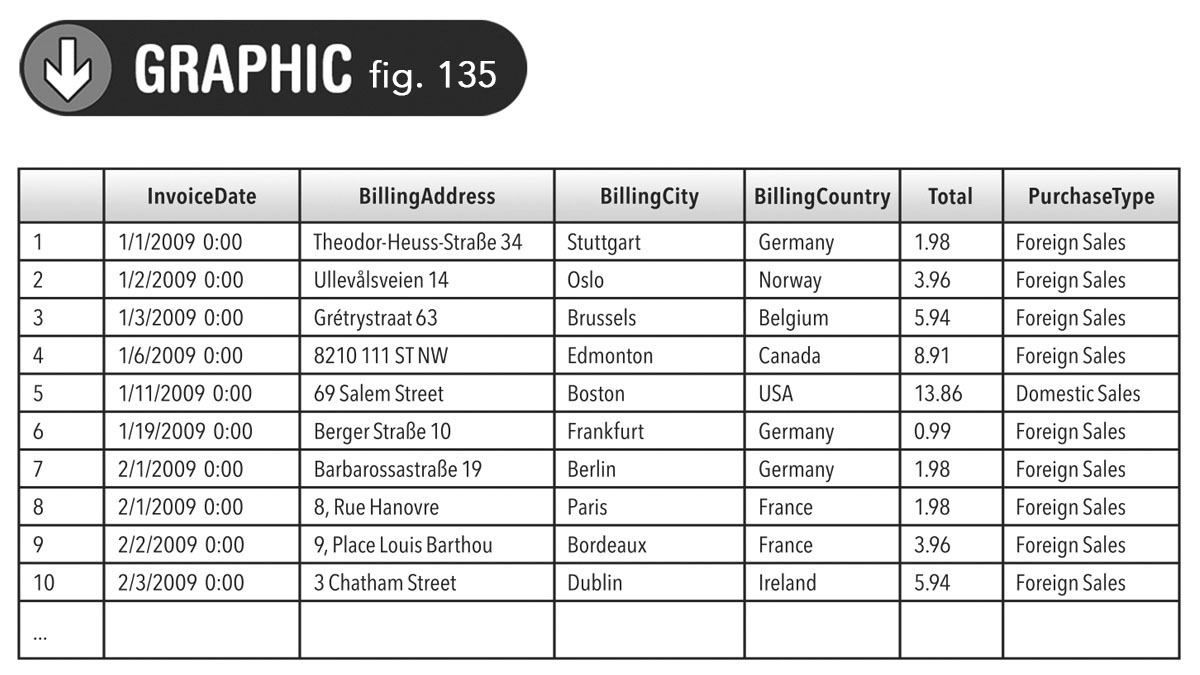 GRAPHIC fig. 135
InvoiceDate BillingAddress BillingCity BillingCountry Total PurchaseType
1 1/1/2009 0:00 Theodor-Heuss-Straße 34 Stuttgart Germany 1.98 Foreign Sales
2 1/2/2009 0:00 Ullevålsveien 14 Oslo Norway 3.96 Foreign Sales
3 1/3/2009 0:00 Grétrystraat 63 Brussels Belgium 5.94 Foreign Sales
4 1/6/2009 0:00 8210 111 ST NW Edmonton Canada 8.91 Foreign Sales
5 1/11/2009 0:00 69 Salem Street Boston USA 13.86 Domestic Sales
6 1/19/2009 0:00 Berger Straße 10 Frankfurt Germany 0.99 Foreign Sales
7 2/1/2009 0:00 Barbarossastraße 19 Berlin Germany 1.98 Foreign Sales
8 2/1/2009 0:00 8, Rue Hanovre Paris France 1.98 Foreign Sales
9 2/2/2009 0:00 9, Place Louis Barthou Bordeaux France 3.96 Foreign Sales
10 2/3/2009 0:00 3 Chatham Street Dublin Ireland 5.94 Foreign Sales
...